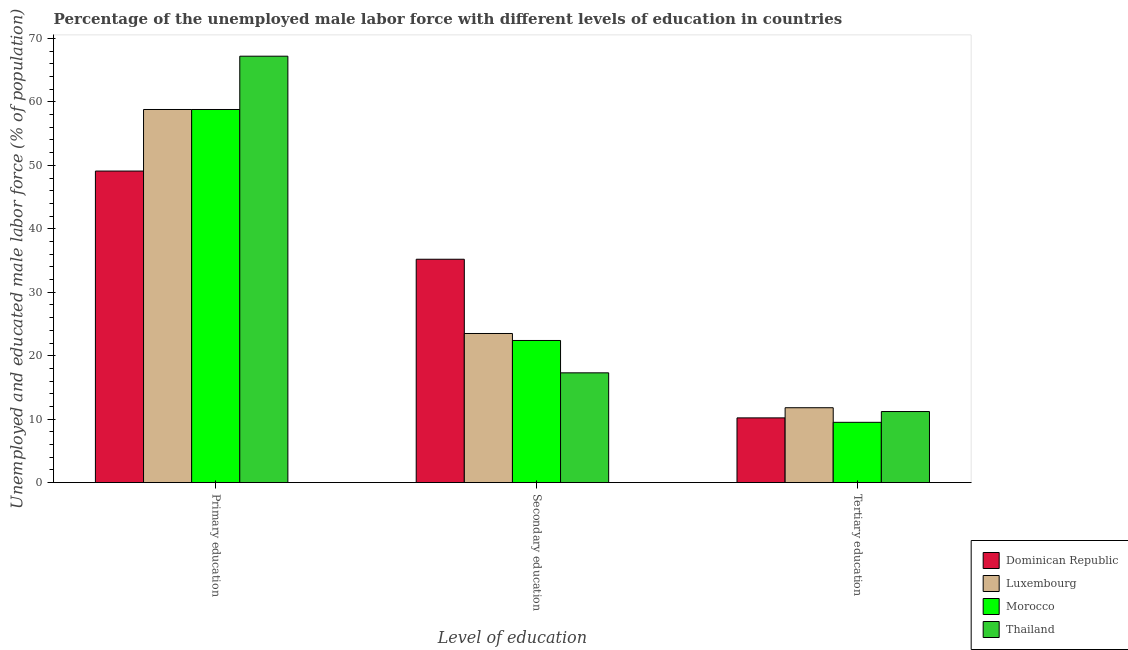 Percentage of the unemployed male labor force with different levels of education in countries
Unemployed and educated male labor force (% of population)
70
60
50
40
30
20
10
0
Primary education
Secondary education
Tertiary education
Level of education
Dominican Republic
Luxembourg
Morocco
Thailand